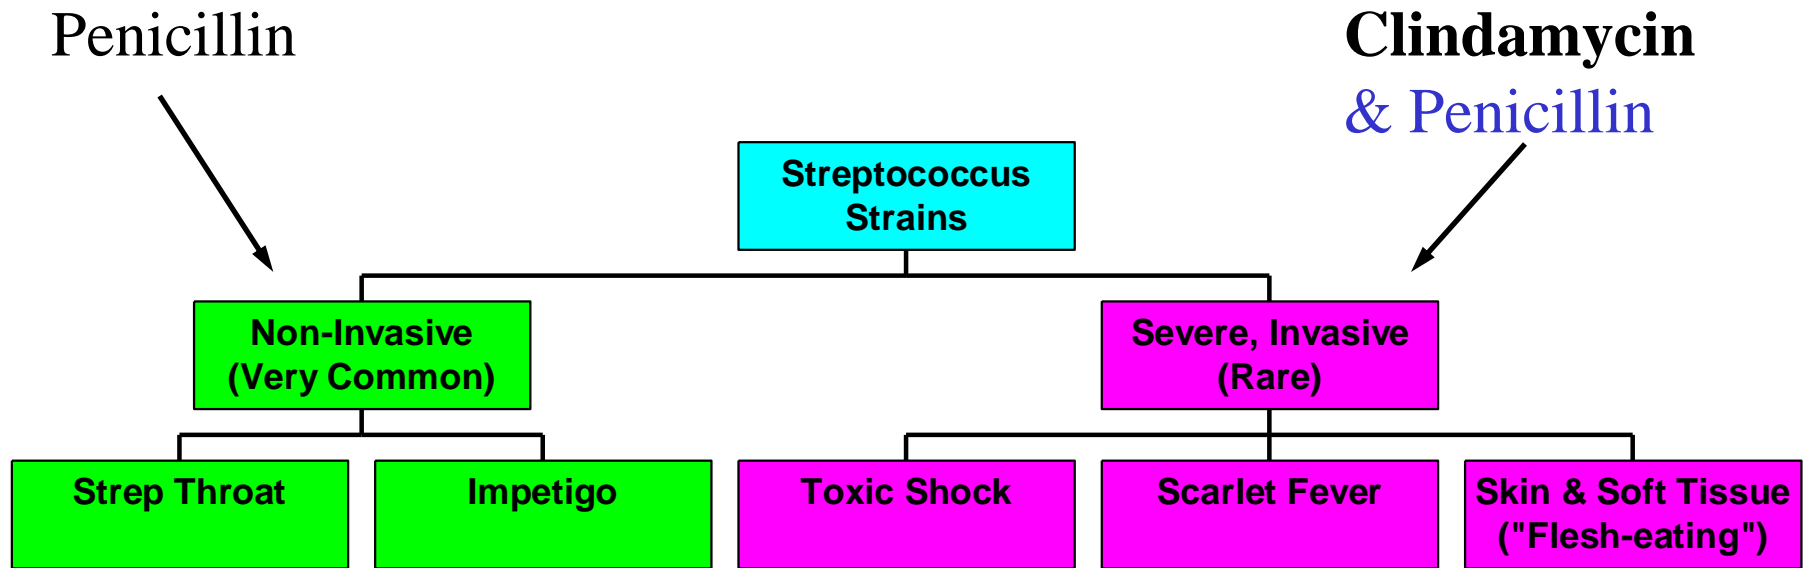 Penicillin
Clindamycin
& Penicillin
Streptococcus
Strains
Non-Invasive
(Very Common)
Severe, Invasive
(Rare)
Strep Throat
Impetigo
Toxic Shock
Scarlet Fever
Skin & Soft Tissue
("Flesh-eating")